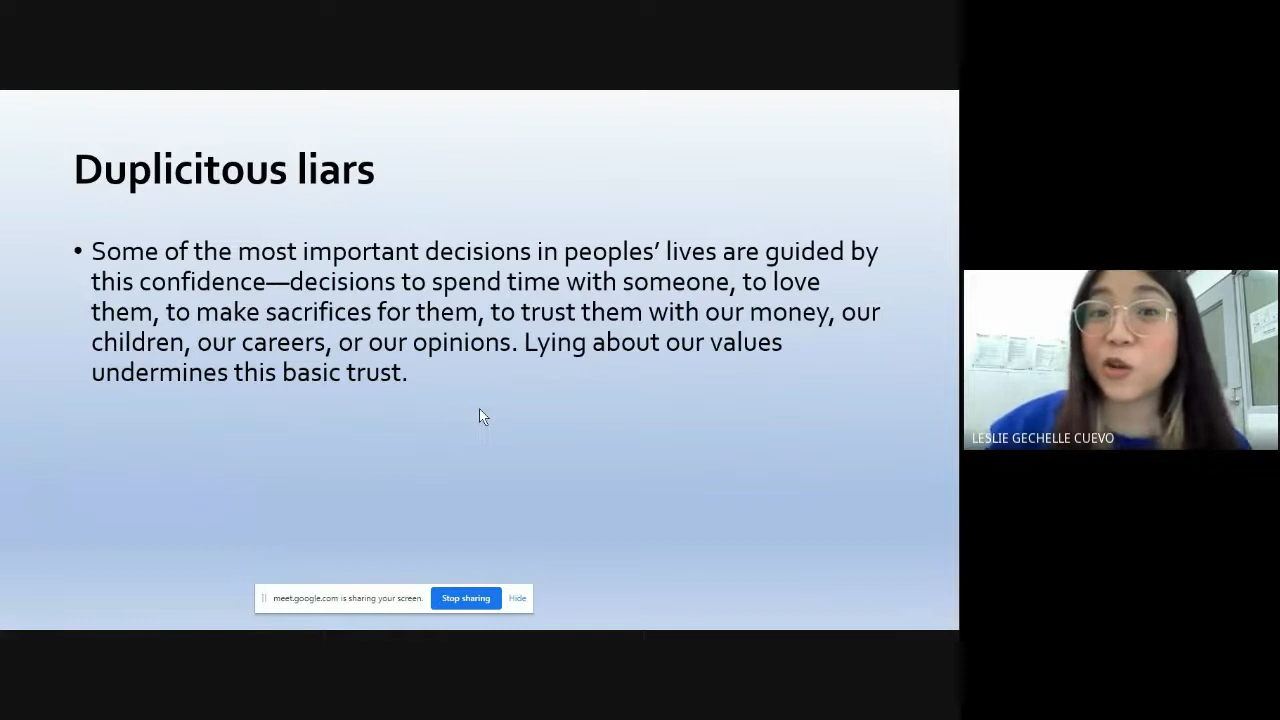 Duplicitous liars
• Some of the most important decisions in peoples’ lives are guided by
this confidence—decisions to spend time with someone, to love
them, to make sacrifices for them, to trust them with our money, our
children, our careers, or our opinions. Lying about our values
undermines this basic trust.
LESLIE GECHELLE CUEVO
meet.google.com is sharing your screen. Stop sharing Hide